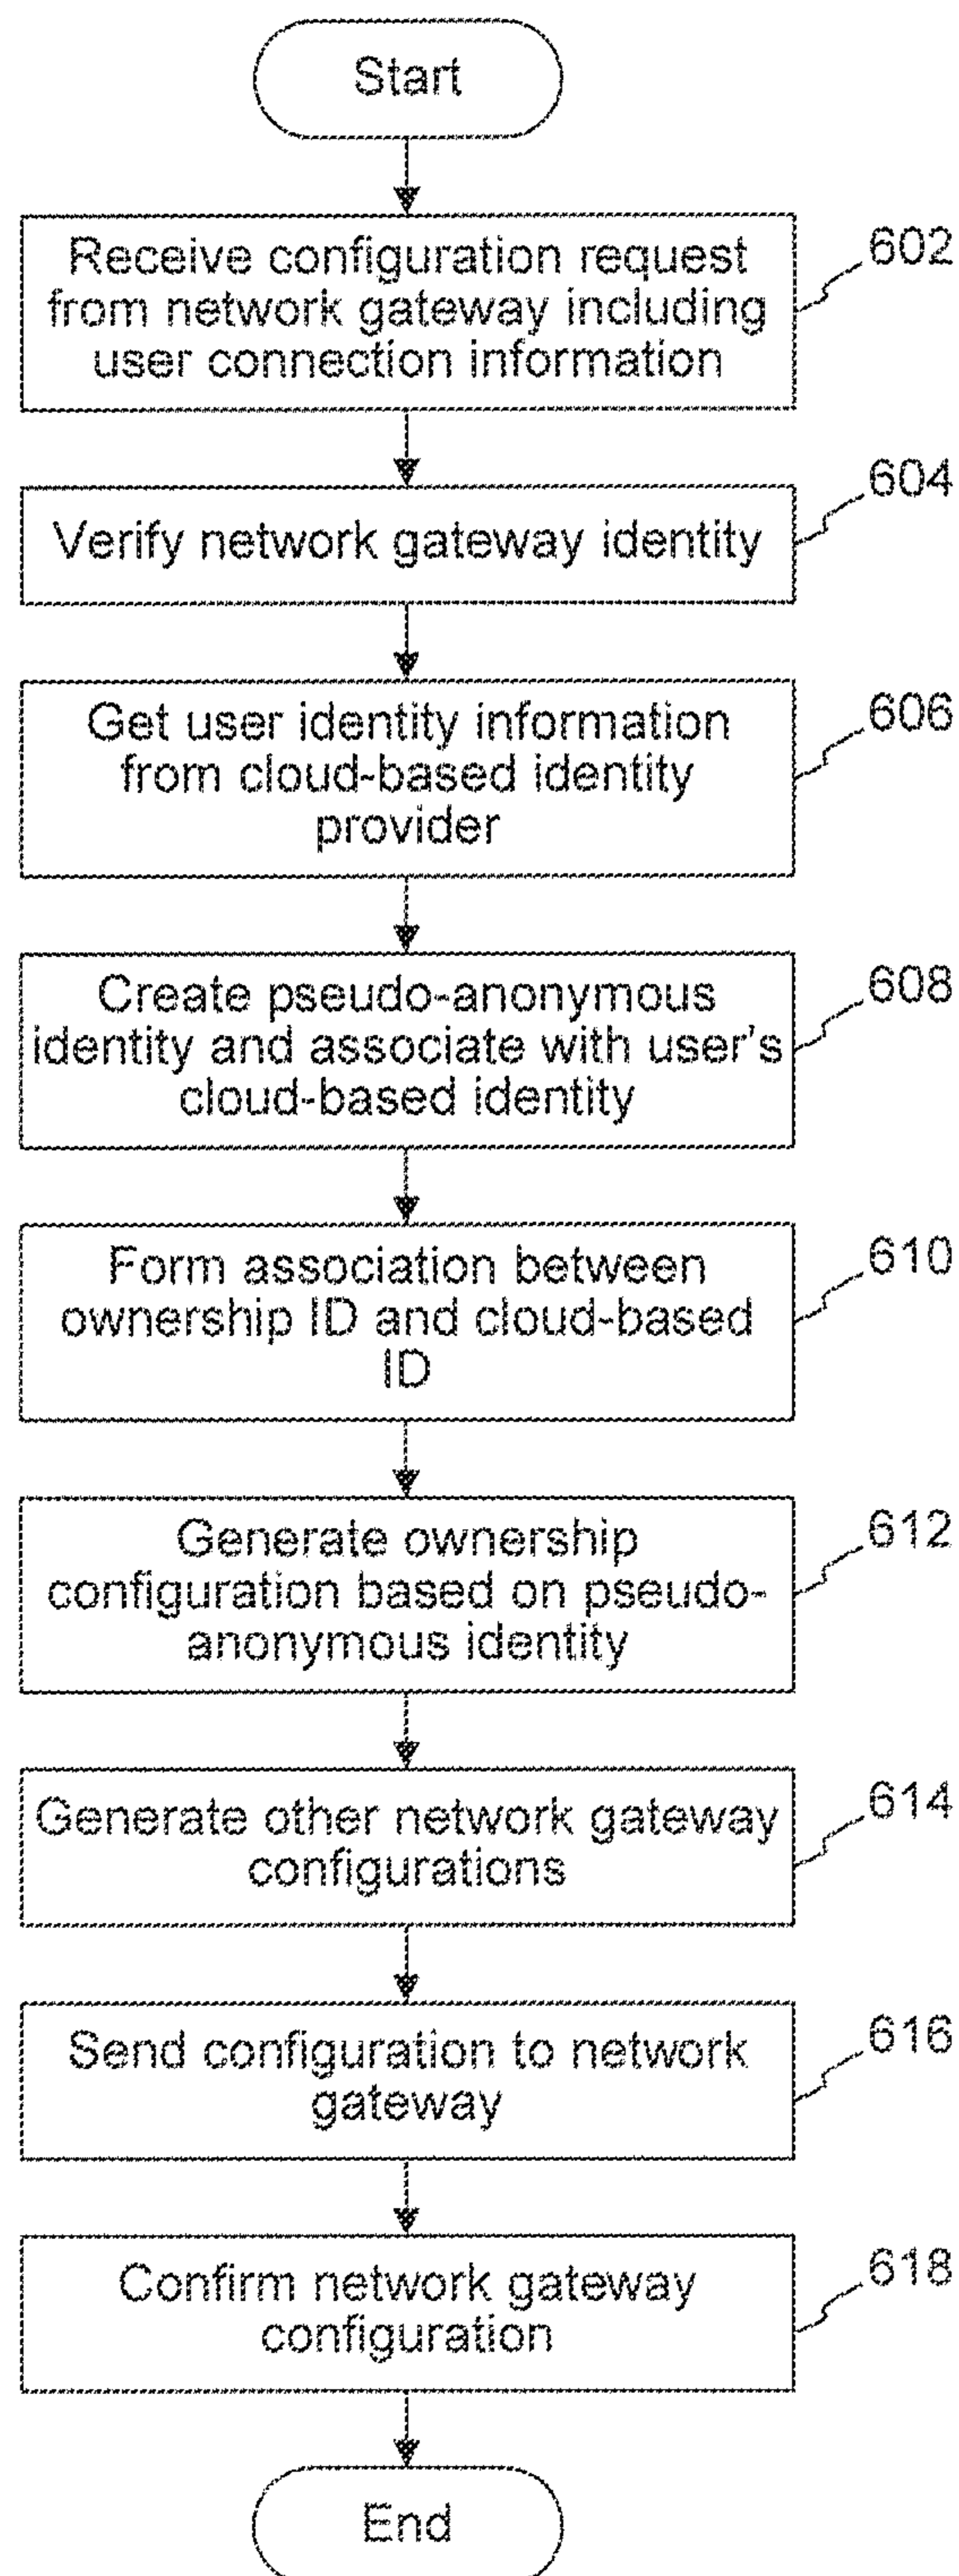 Start
Receive configuration request
from network gateway including
user connection information
602
Verify network gateway identity
604
Get user identity information
from cloud-based identity
provider
606
Create pseudo-anonymous
identity and associate with user's
cloud-based identity
608
Form association between
ownership ID and cloud-based
ID
610
Generate ownership
configuration based on pseudo-
anonymous identity
612
Generate other network gateway
configurations
614
Send configuration to network
gateway
616
Confirm network gateway
configuration
618
End